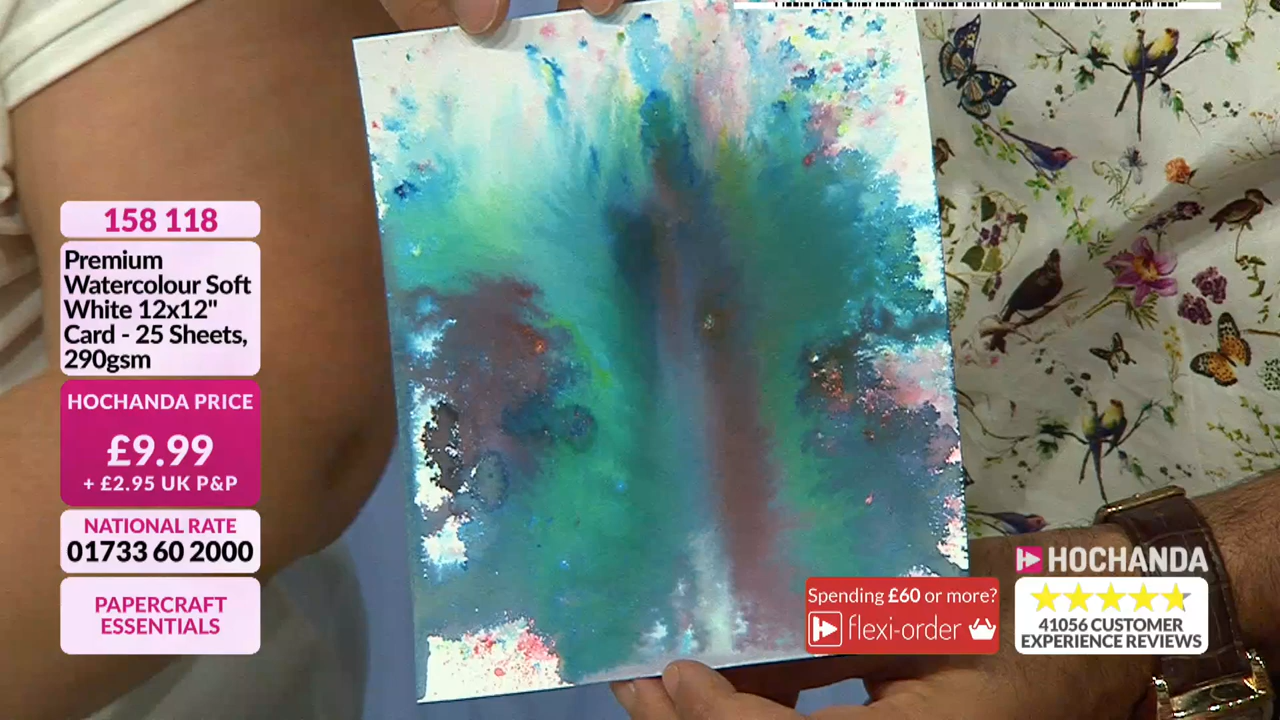 158 118
Premium
Watercolour Soft
White 12x12"
Card - 25 Sheets,
290gsm
HOCHANDA PRICE
£9.99
+ £2.95 UK P&P
NATIONAL RATE
01733 60 2000
PAPERCRAFT
ESSENTIALS
Spending £60 or more?
flexi-order
HOCHANDA
41056 CUSTOMER
EXPERIENCE REVIEWS